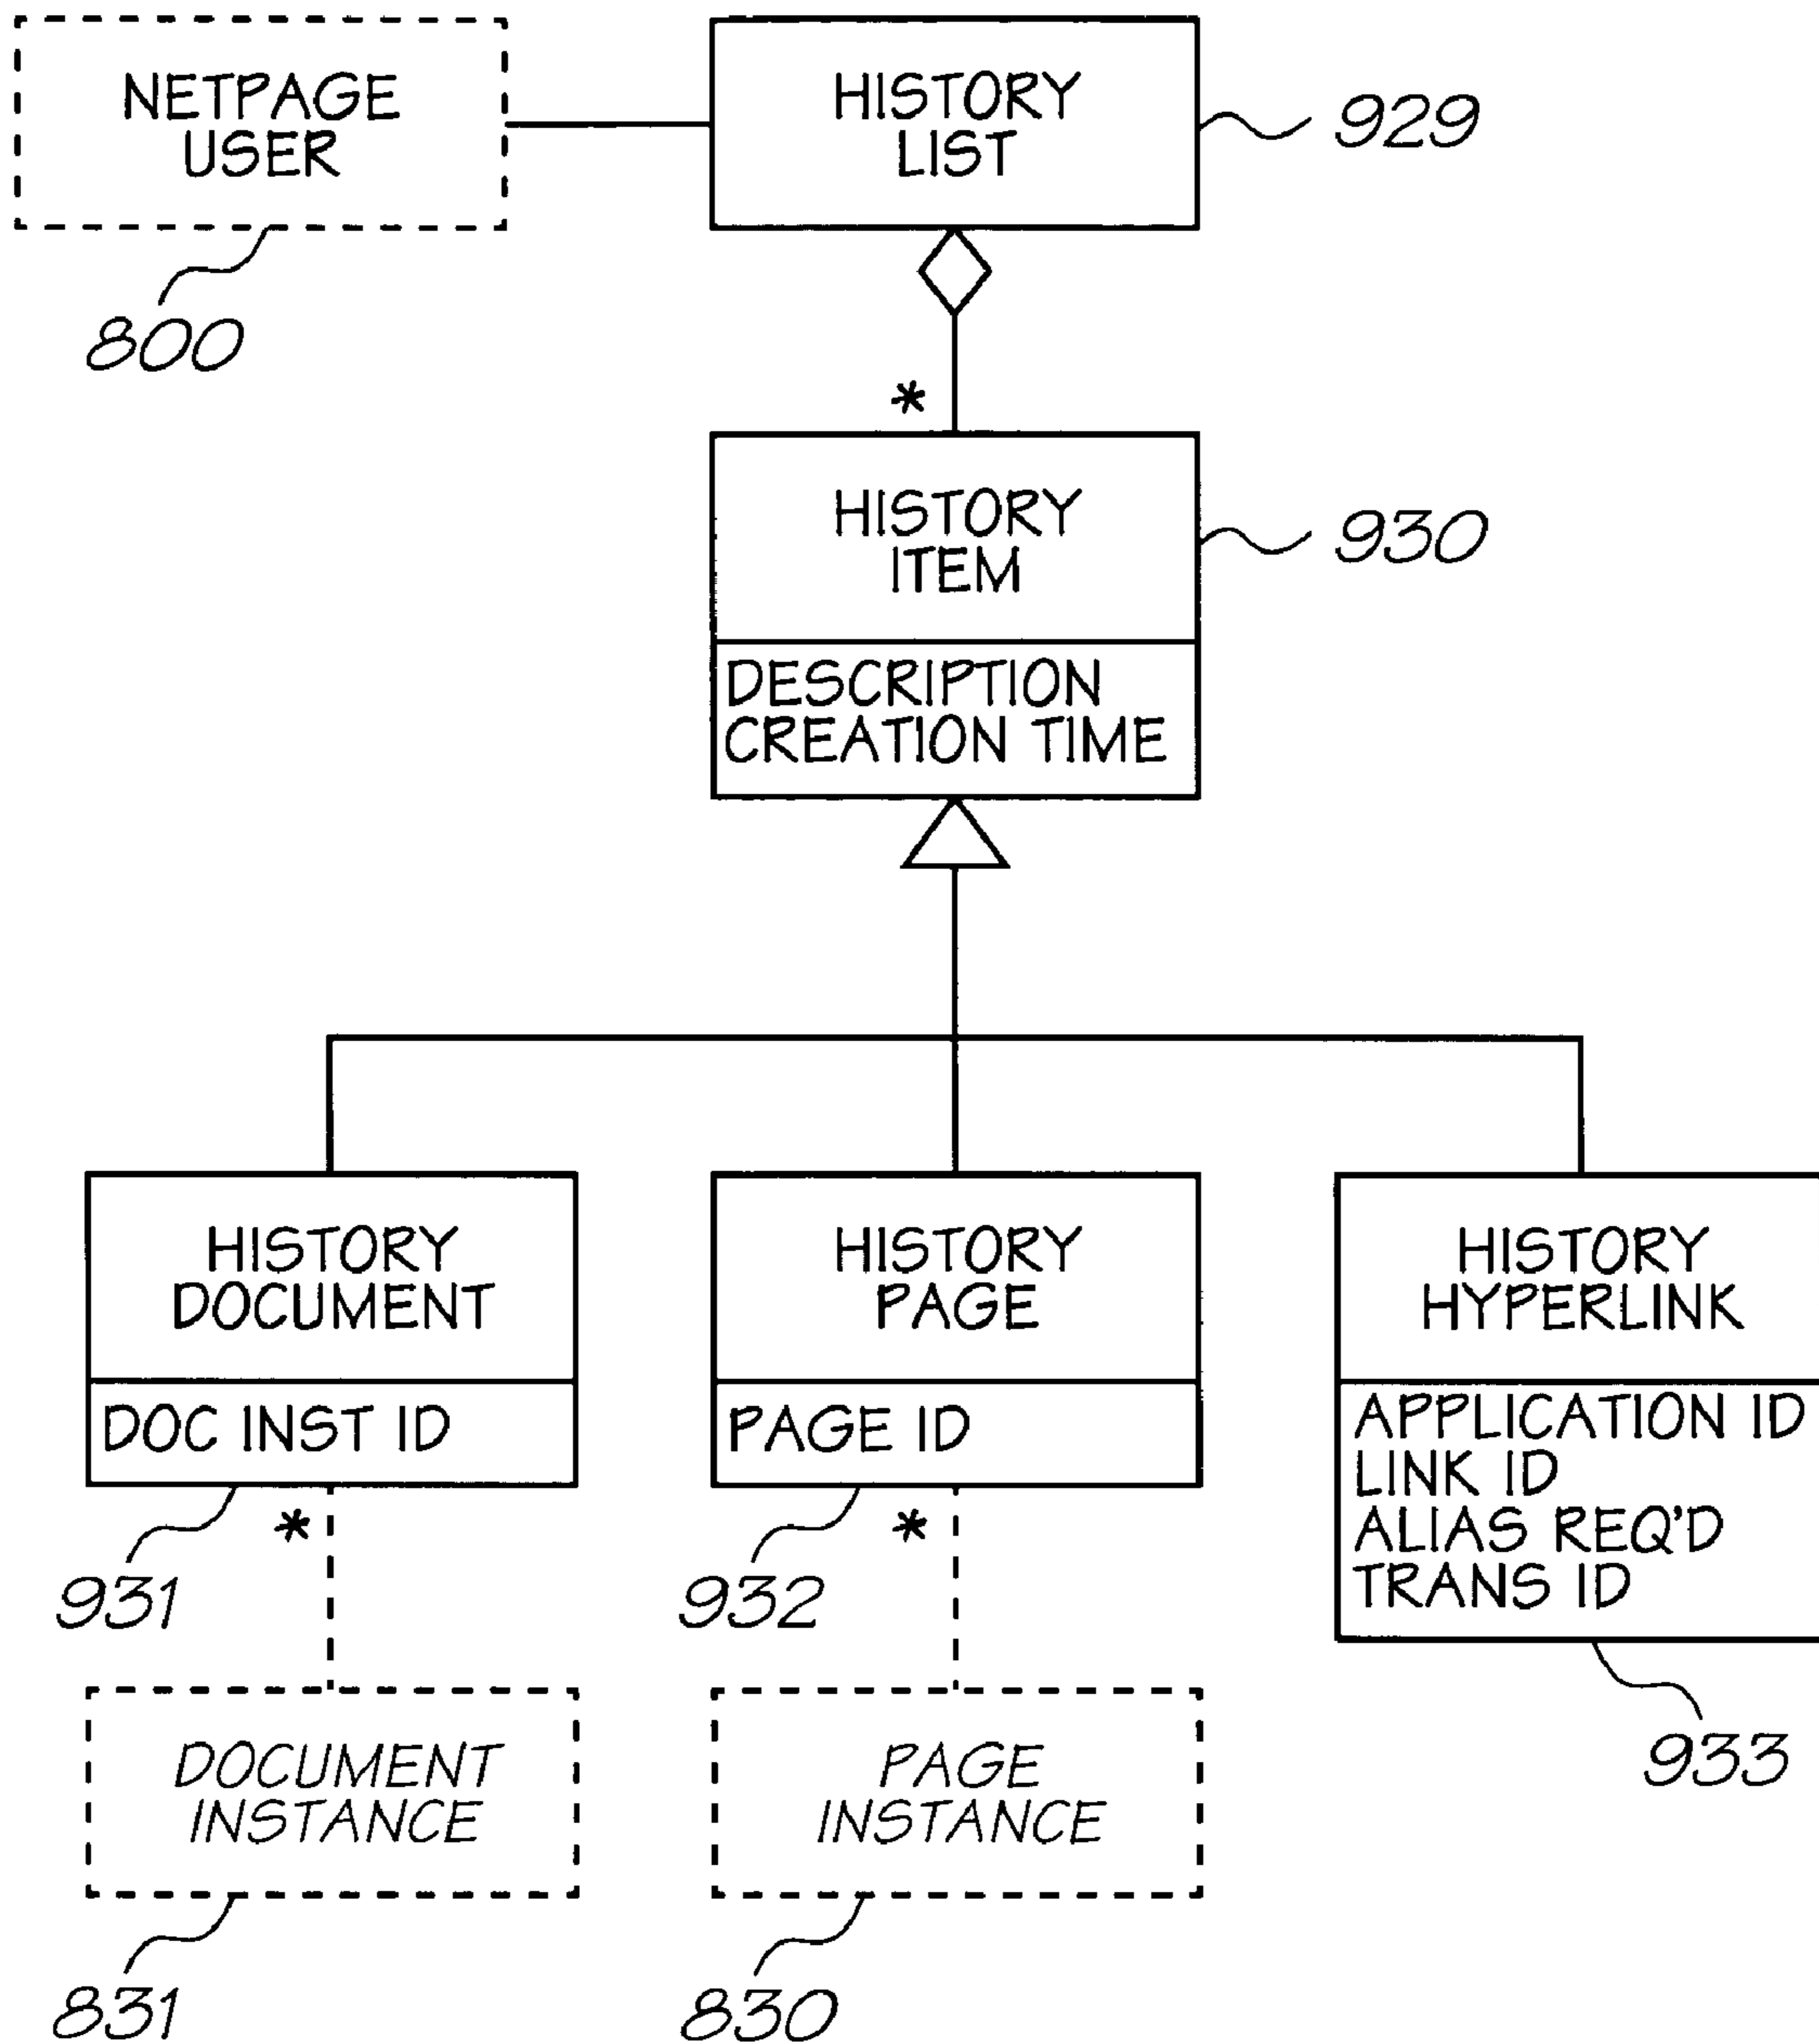 NETPAGE
USER
HISTORY
LIST
929
800
*
HISTORY
ITEM
930
DESCRIPTION
CREATION TIME
HISTORY
DOCUMENT
HISTORY
PAGE
HISTORY
HYPERLINK
DOC INST ID
PAGE ID
APPLICATION ID
LINK ID
ALIAS REQ'D
TRANS ID
*
*
931
932
933
DOCUMENT
INSTANCE
PAGE
INSTANCE
831
830